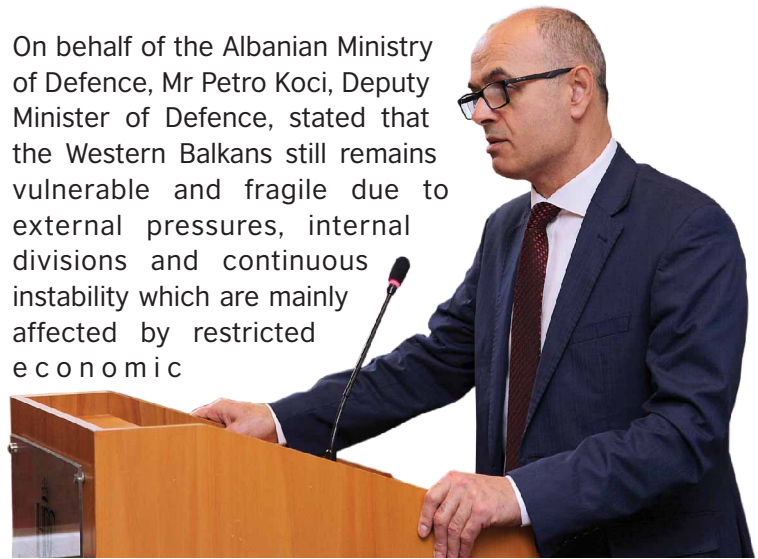 On behalf of the Albanian Ministry
of Defence, Mr Petro Koci, Deputy
Minister of Defence, stated that
the Western Balkans still remains
vulnerable and fragile due to
external pressures, internal
divisions and continuous
instability which are mainly
affected by restricted
economic